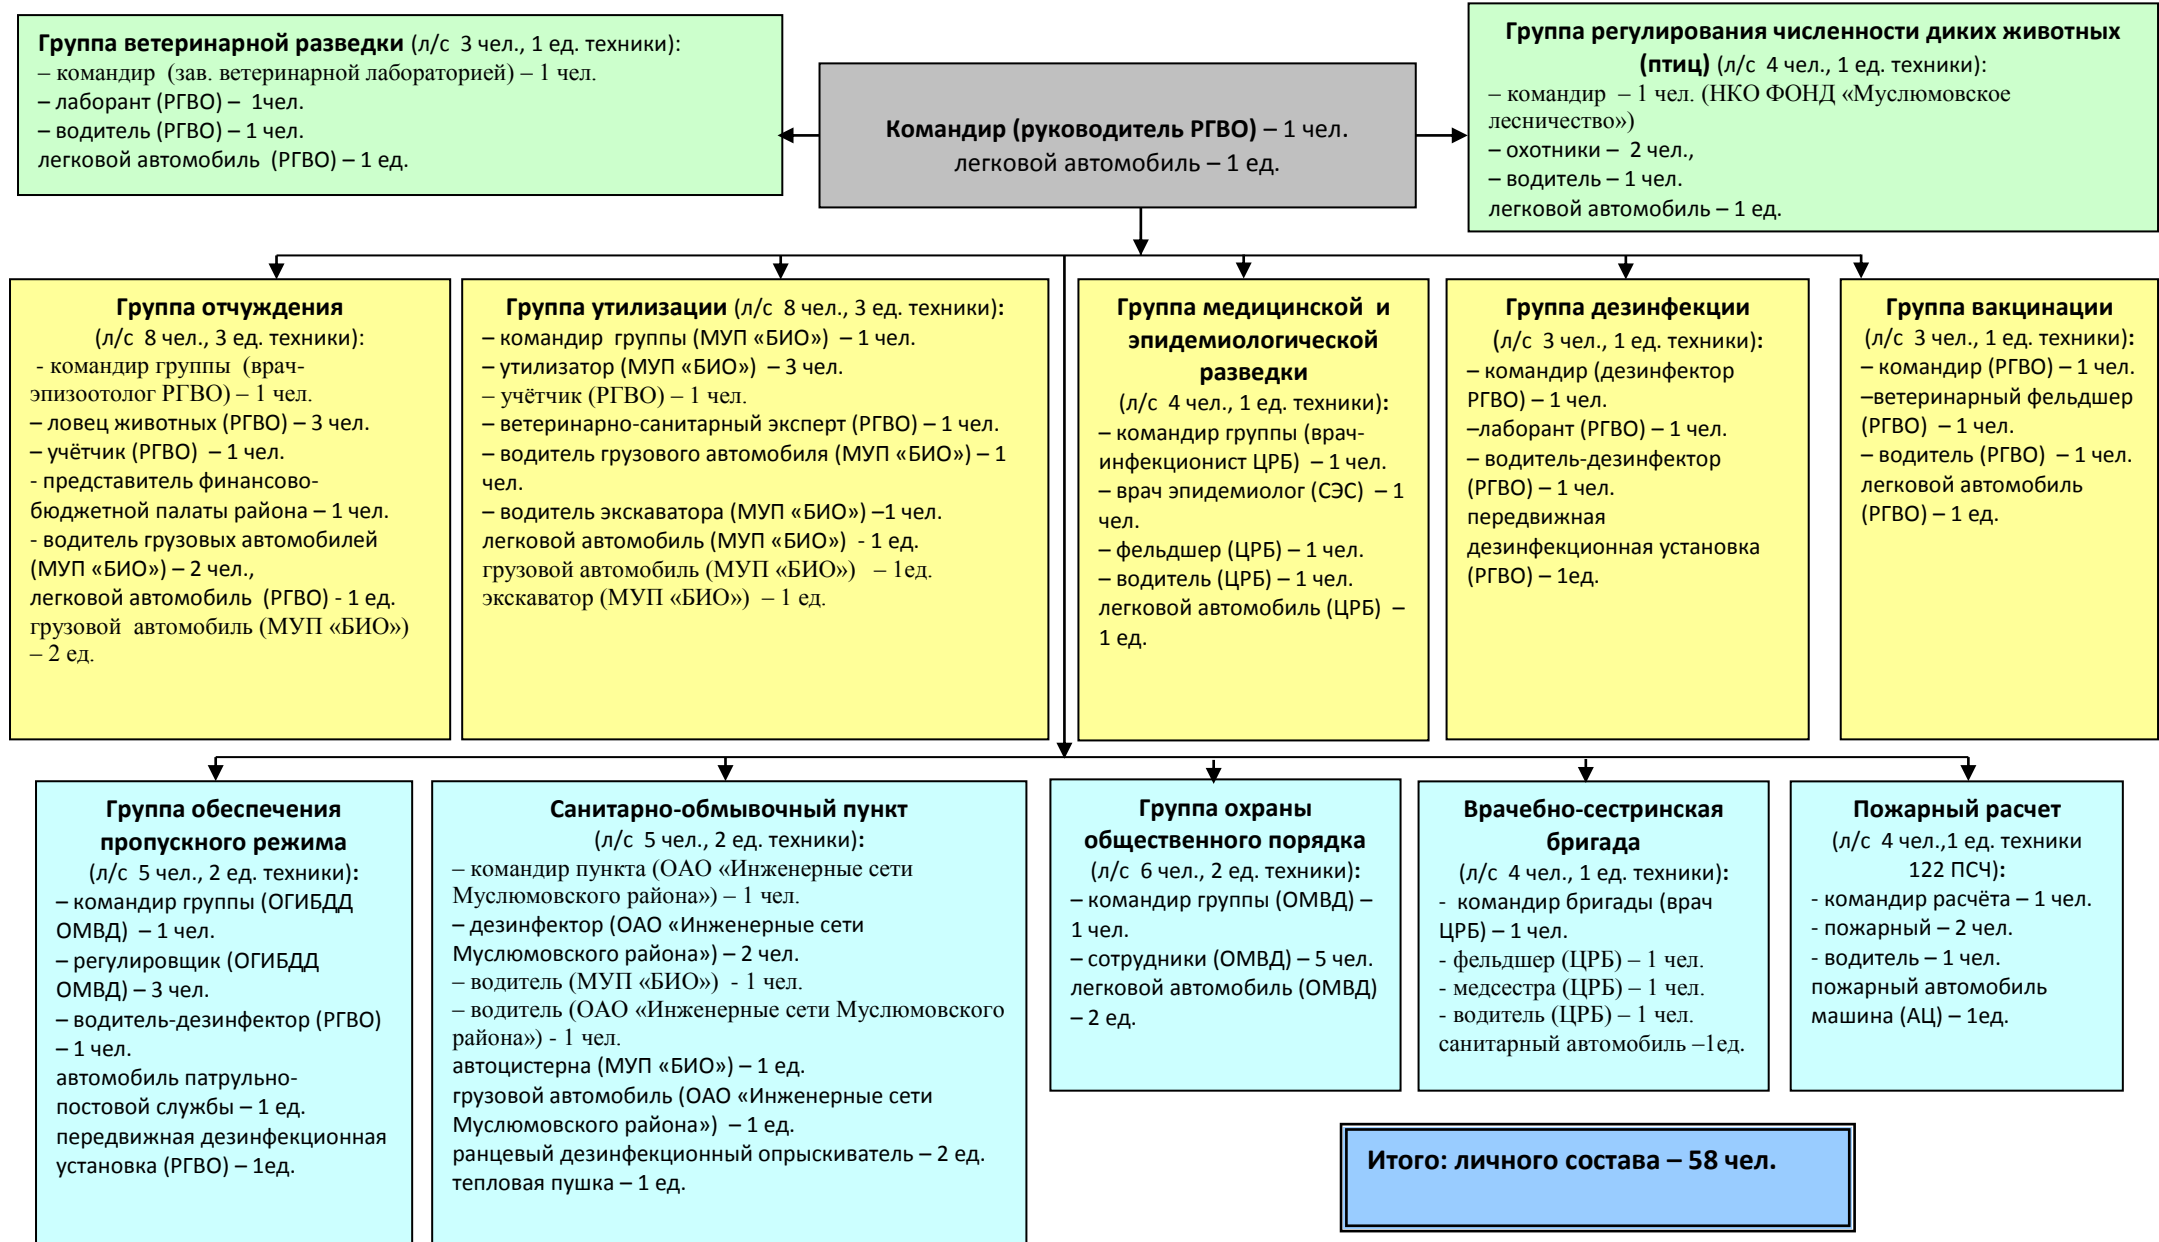 Группа ветеринарной разведки (л/с 3 чел., 1 ед. техники):
– командир (зав. ветеринарной лабораторией) – 1 чел.
– лаборант (РГВО) – 1чел.
– водитель (РГВО) – 1 чел.
легковой автомобиль (РГВО) – 1 ед.
Командир (руководитель РГВО) – 1 чел.
легковой автомобиль – 1 ед.
Группа регулирования численности диких животных
(птиц) (л/с 4 чел., 1 ед. техники):
– командир – 1 чел. (НКО ФОНД «Муслюмовское
лесничество»)
– охотники – 2 чел.,
– водитель – 1 чел.
легковой автомобиль – 1 ед.
Группа отчуждения
(л/с 8 чел., 3 ед. техники):
- командир группы (врач-
эпизоотолог РГВО) – 1 чел.
– ловец животных (РГВО) – 3 чел.
– учётчик (РГВО) – 1 чел.
- представитель финансово-
бюджетной палаты района – 1 чел.
- водитель грузовых автомобилей
(МУП «БИО») – 2 чел.,
легковой автомобиль (РГВО) - 1 ед.
грузовой автомобиль (МУП «БИО»)
– 2 ед.
Группа утилизации (л/с 8 чел., 3 ед. техники):
– командир группы (МУП «БИО») – 1 чел.
– утилизатор (МУП «БИО») – 3 чел.
– учётчик (РГВО) – 1 чел.
– ветеринарно-санитарный эксперт (РГВО) – 1 чел.
– водитель грузового автомобиля (МУП «БИО») – 1
чел.
– водитель экскаватора (МУП «БИО») –1 чел.
легковой автомобиль (МУП «БИО») - 1 ед.
грузовой автомобиль (МУП «БИО») – 1ед.
экскаватор (МУП «БИО») – 1 ед.
Группа медицинской и
эпидемиологической
разведки
(л/с 4 чел., 1 ед. техники):
– командир группы (врач-
инфекционист ЦРБ) – 1 чел.
– врач эпидемиолог (СЭС) – 1
чел.
– фельдшер (ЦРБ) – 1 чел.
– водитель (ЦРБ) – 1 чел.
легковой автомобиль (ЦРБ) –
1 ед.
Группа дезинфекции
(л/с 3 чел., 1 ед. техники):
– командир (дезинфектор
РГВО) – 1 чел.
–лаборант (РГВО) – 1 чел.
– водитель-дезинфектор
(РГВО) – 1 чел.
передвижная
дезинфекционная установка
(РГВО) – 1ед.
Группа вакцинации
(л/с 3 чел., 1 ед. техники):
– командир (РГВО) – 1 чел.
–ветеринарный фельдшер
(РГВО) – 1 чел.
– водитель (РГВО) – 1 чел.
легковой автомобиль
(РГВО) – 1 ед.
Группа обеспечения
пропускного режима
(л/с 5 чел., 2 ед. техники):
– командир группы (ОГИБДД
ОМВД) – 1 чел.
– регулировщик (ОГИБДД
ОМВД) – 3 чел.
– водитель-дезинфектор (РГВО)
– 1 чел.
автомобиль патрульно-
постовой службы – 1 ед.
передвижная дезинфекционная
установка (РГВО) – 1ед.
Санитарно-обмывочный пункт
(л/с 5 чел., 2 ед. техники):
– командир пункта (ОАО «Инженерные сети
Муслюмовского района») – 1 чел.
– дезинфектор (ОАО «Инженерные сети
Муслюмовского района») – 2 чел.
– водитель (МУП «БИО») - 1 чел.
– водитель (ОАО «Инженерные сети Муслюмовского
района») - 1 чел.
автоцистерна (МУП «БИО») – 1 ед.
грузовой автомобиль (ОАО «Инженерные сети
Муслюмовского района») – 1 ед.
ранцевый дезинфекционный опрыскиватель – 2 ед.
тепловая пушка – 1 ед.
Группа охраны
общественного порядка
(л/с 6 чел., 2 ед. техники):
– командир группы (ОМВД) –
1 чел.
– сотрудники (ОМВД) – 5 чел.
легковой автомобиль (ОМВД)
– 2 ед.
Врачебно-сестринская
бригада
(л/с 4 чел., 1 ед. техники):
- командир бригады (врач
ЦРБ) – 1 чел.
- фельдшер (ЦРБ) – 1 чел.
- медсестра (ЦРБ) – 1 чел.
- водитель (ЦРБ) – 1 чел.
санитарный автомобиль –1ед.
Пожарный расчет
(л/с 4 чел.,1 ед. техники
122 ПСЧ):
- командир расчёта – 1 чел.
- пожарный – 2 чел.
- водитель – 1 чел.
пожарный автомобиль
машина (АЦ) – 1ед.
Итого: личного состава – 58 чел.